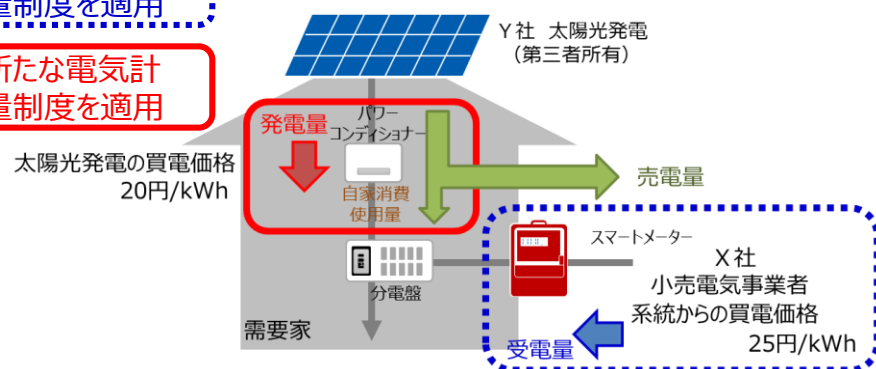 量制度を適用
新たな電気計
量制度を適用
Y社 太陽光発電
(第三者所有)
発電量
パワー
コンディショナー
太陽光発電の買電価格
20円/kWh
自家消費
使用量
売電量
スマートメーター
分電盤
X社
小売電気事業者
系統からの買電価格
25円/kWh
需要家
受電量